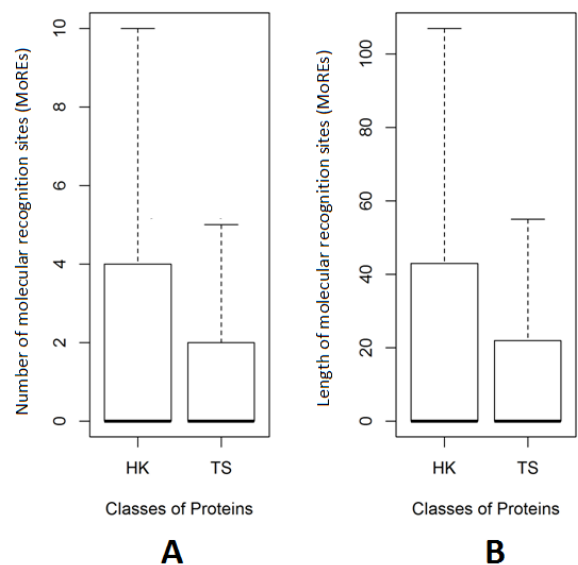 Number of molecular recognition sites (MoREs)
10
8
6
4
2
0
HK TS
Classes of Proteins
A
Length of molecular recognition sites (MoREs)
100
80
60
40
20
0
HK TS
Classes of Proteins
B